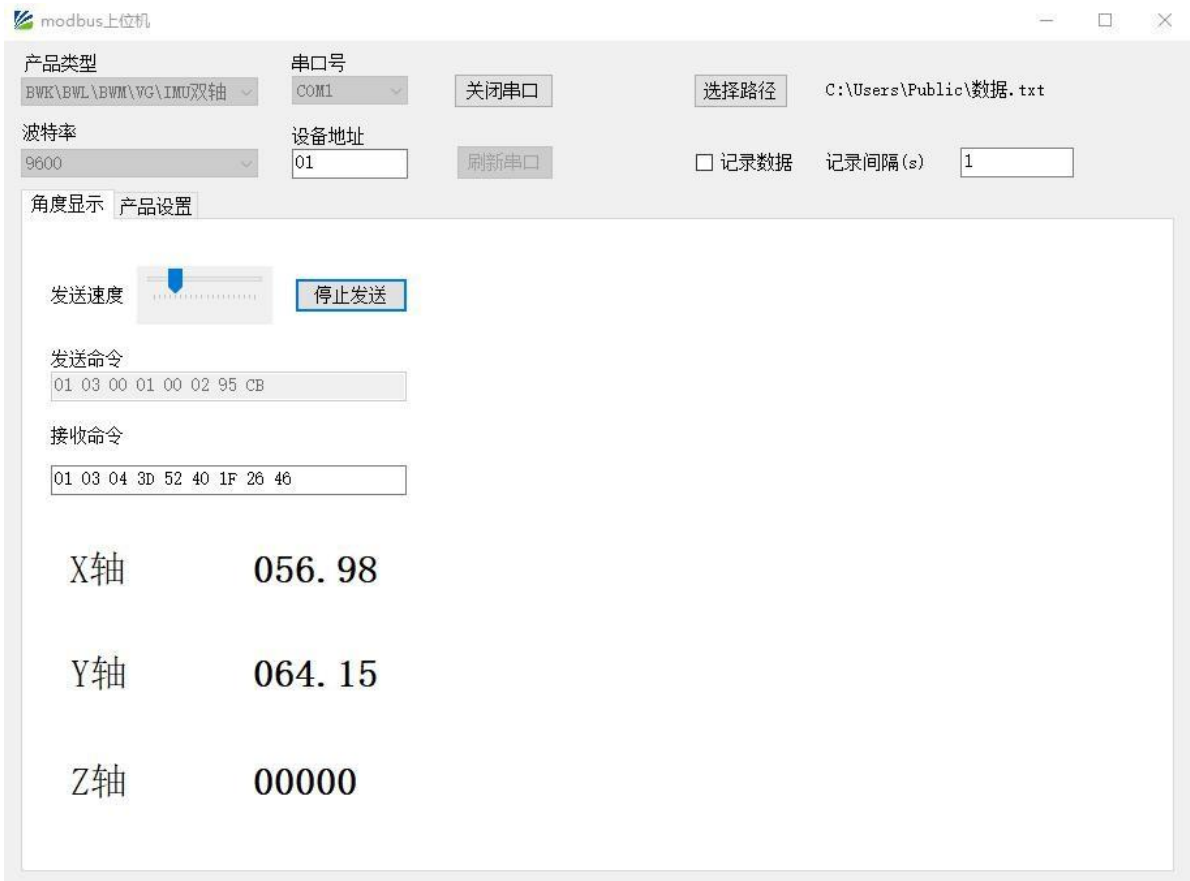 modbus上位机
产品类型
串口号
BWK\BWL\BWM\VG\IMU双轴
COM1
关闭串口
选择路径
C:\Users\Public\数据.txt
波特率
设备地址
9600
01
刷新串口
记录数据
记录间隔(s)
1
角度显示
产品设置
发送速度
停止发送
发送命令
01 03 00 01 00 02 95 CB
接收命令
01 03 04 3D 52 40 1F 26 46
X轴 056.98
Y轴 064.15
Z轴 00000